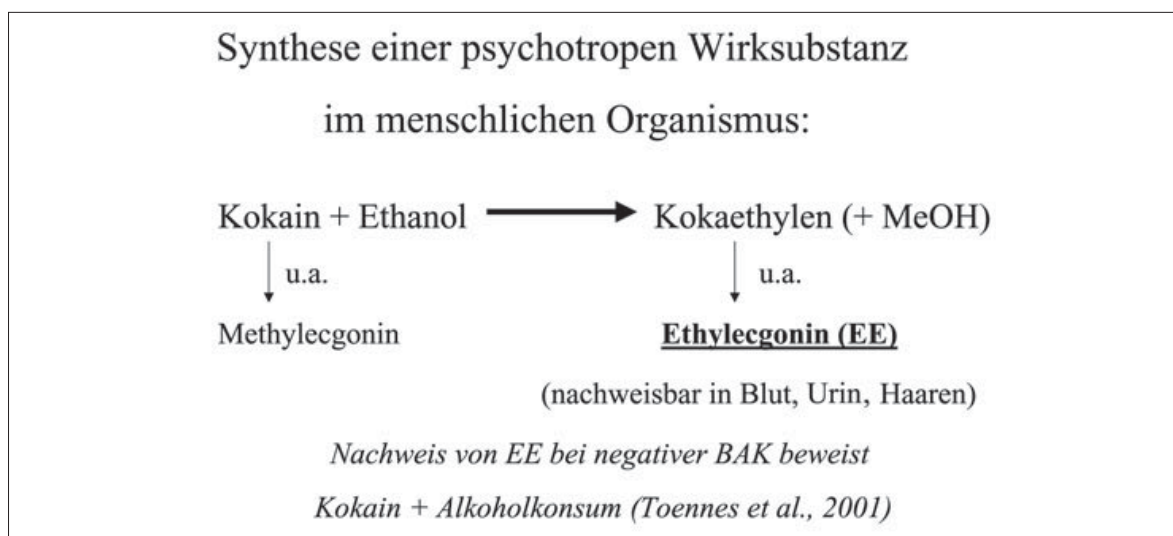 Synthese einer psychotropen Wirksubstanz
im menschlichen Organismus:
Kokain + Ethanol Kokaethylen (+ MeOH)
u.a. u.a.
Methylecgonin Ethylecgonin (EE)
(nachweisbar in Blut, Urin, Haaren)
Nachweis von EE bei negativer BAK beweist
Kokain + Alkoholkonsum (Toennes et al., 2001)